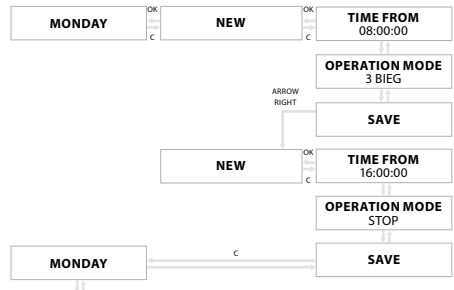 OK
OK
MONDAY
NEW
TIME FROM
08:00:00
C
C
OPERATION MODE
3 BIEG
ARROW
RIGHT
SAVE
NEW
OK
TIME FROM
16:00:00
C
OPERATION MODE
STOP
C
MONDAY
SAVE